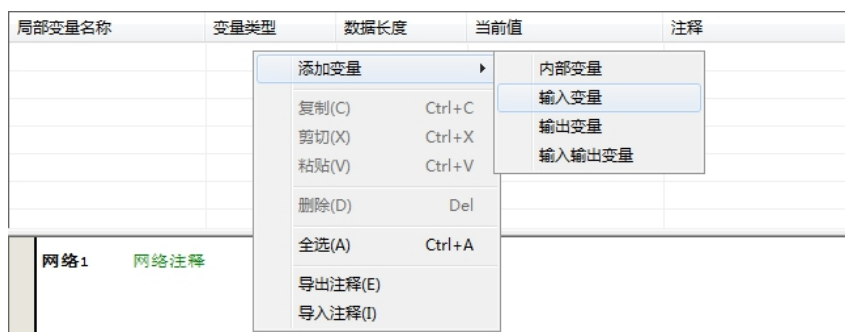 局部变量名称 变量类型 数据长度 当前值 注释
添加变量
内部变量
输入变量
输出变量
输入输出变量
复制(C) Ctrl+C
剪切(X) Ctrl+X
粘贴(V) Ctrl+V
删除(D) Del
全选(A) Ctrl+A
导出注释(E)
导入注释(I)
网络1 网络注释